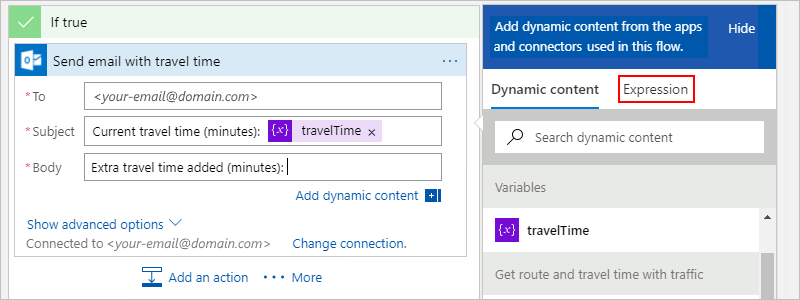 If true
Send email with travel time
...
* To
<your-email@domain.com>
* Subject
Current travel time (minutes): {x} travelTime ×
* Body
Extra travel time added (minutes):
Add dynamic content
Show advanced options
Connected to <your-email@domain.com> Change connection.
Add an action ... More
Add dynamic content from the apps
and connectors used in this flow.
Hide
Dynamic content Expression
Search dynamic content
Variables
{x} travelTime
Get route and travel time with traffic